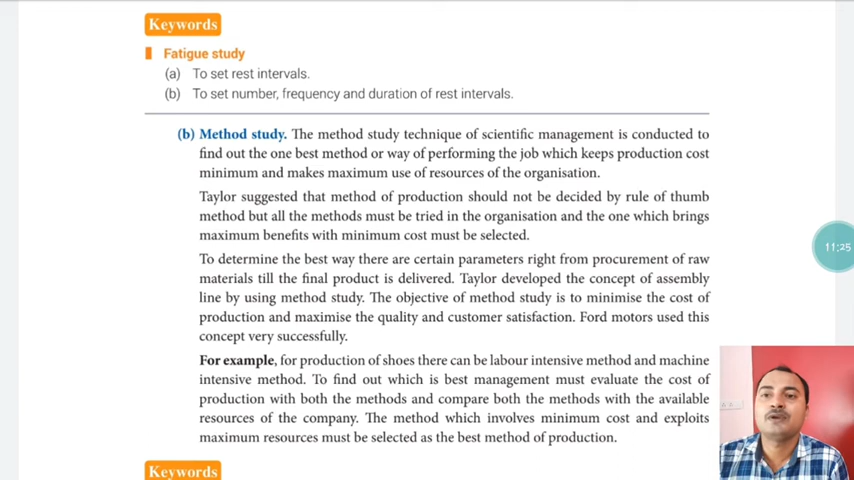 Keywords
Fatigue study
(a) To set rest intervals.
(b) To set number, frequency and duration of rest intervals.
(b) Method study. The method study technique of scientific management is conducted to
find out the one best method or way of performing the job which keeps production cost
minimum and makes maximum use of resources of the organisation.
Taylor suggested that method of production should not be decided by rule of thumb
method but all the methods must be tried in the organisation and the one which brings
maximum benefits with minimum cost must be selected.
To determine the best way there are certain parameters right from procurement of raw
materials till the final product is delivered. Taylor developed the concept of assembly
line by using method study. The objective of method study is to minimise the cost of
production and maximise the quality and customer satisfaction. Ford motors used this
concept very successfully.
For example, for production of shoes there can be labour intensive method and machine
intensive method. To find out which is best management must evaluate the cost of
production with both the methods and compare both the methods with the available
resources of the company. The method which involves minimum cost and exploits
maximum resources must be selected as the best method of production.
Keywords
11:25